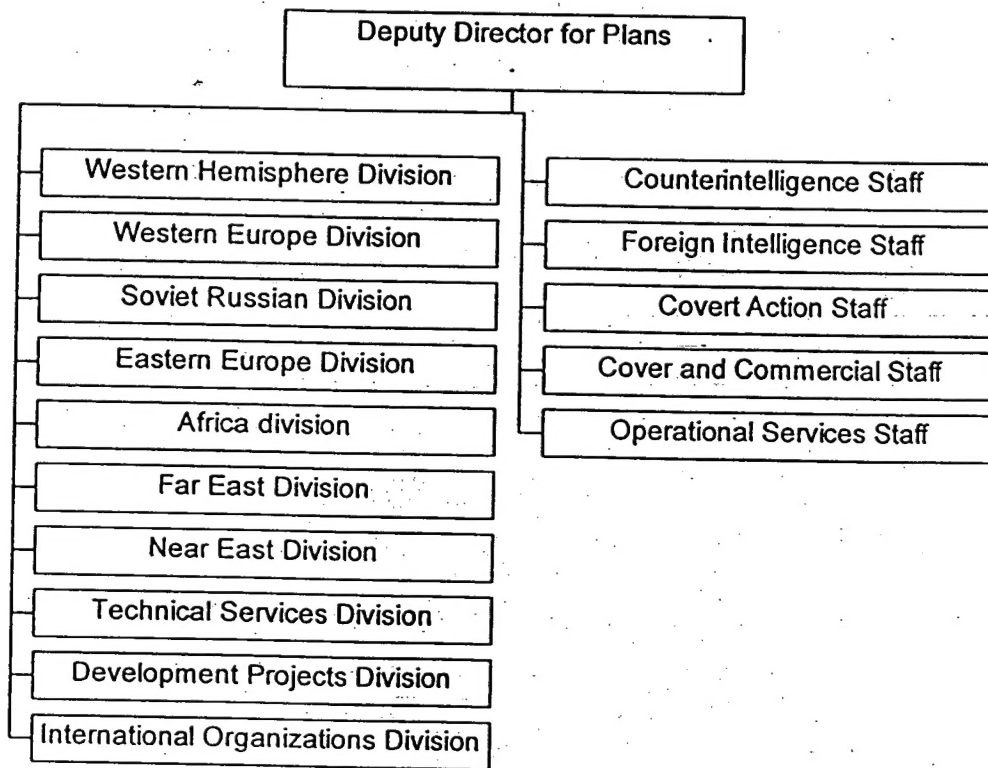 Deputy Director for Plans
Western Hemisphere Division
Western Europe Division
Soviet Russian Division
Eastern Europe Division
Africa division
Far East Division
Near East Division
Technical Services Division
Development Projects Division
International Organizations Division
Counterintelligence Staff
Foreign Intelligence Staff
Covert Action Staff
Cover and Commercial Staff
Operational Services Staff